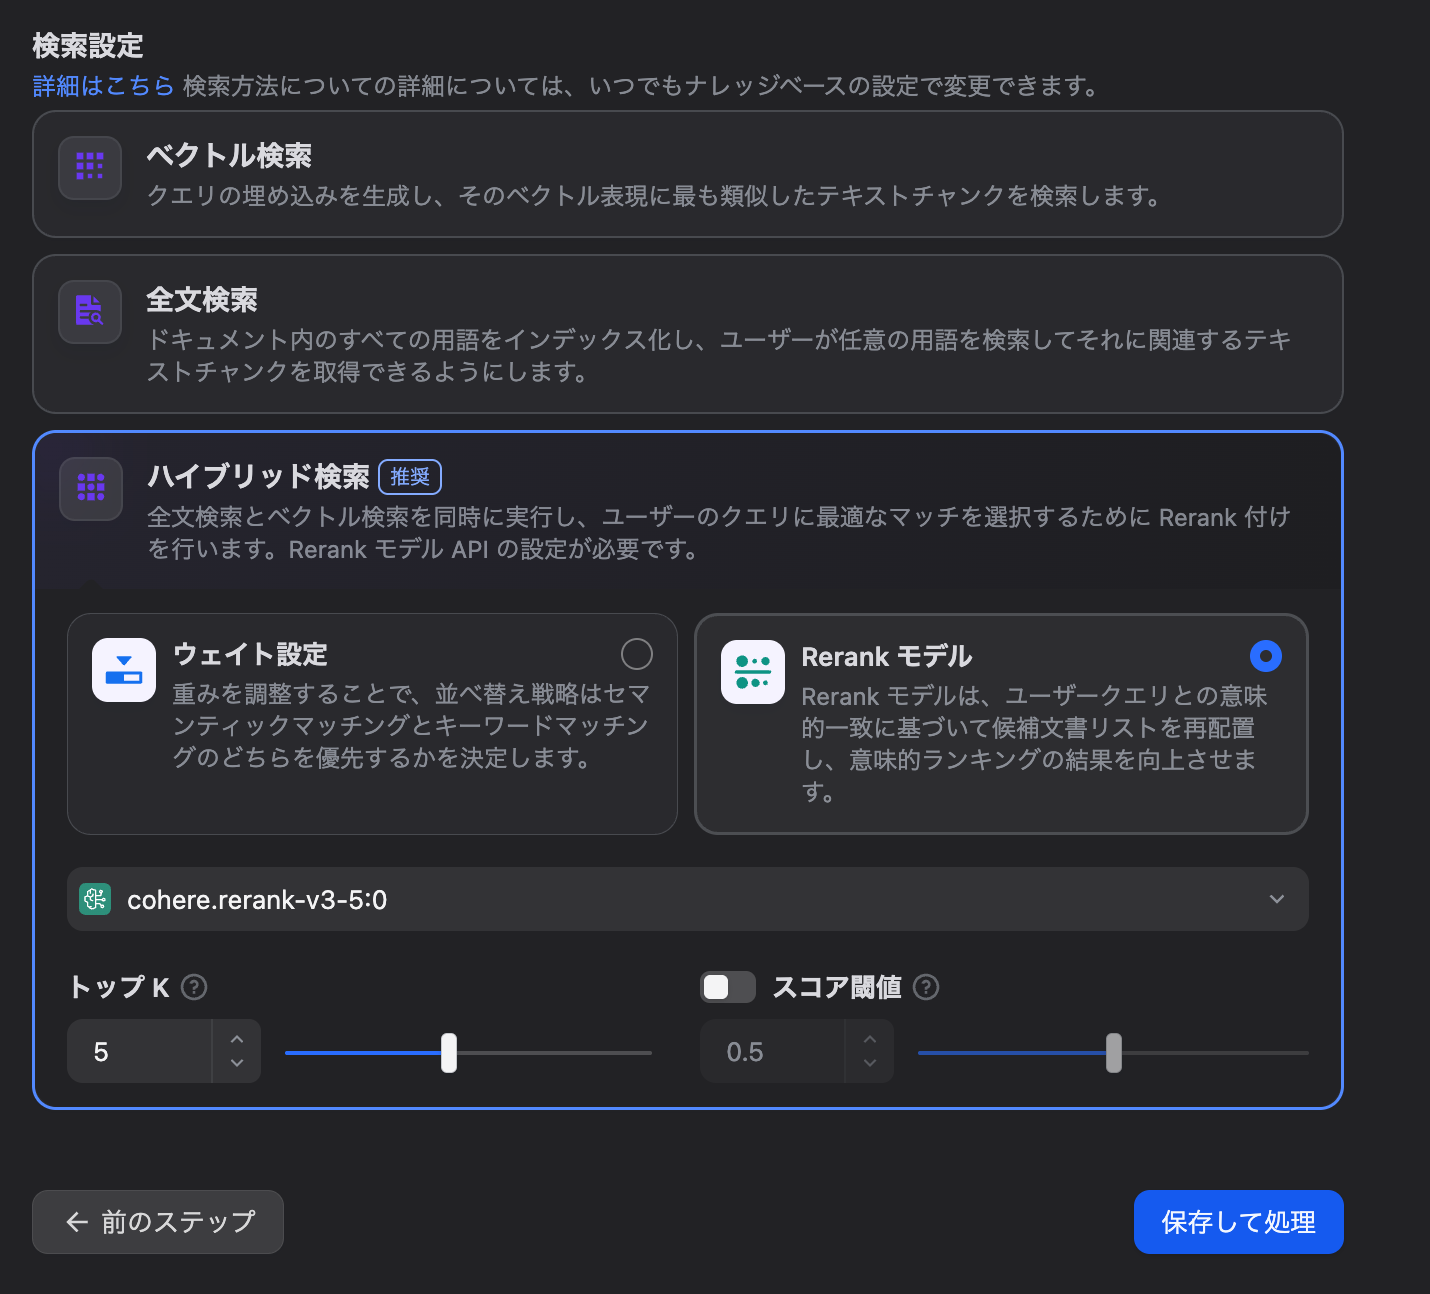 検索設定
詳細はこちら 検索方法についての詳細については、いつでもナレッジベースの設定で変更できます。
ベクトル検索
クエリの埋め込みを生成し、そのベクトル表現に最も類似したテキストチャンクを検索します。
全文検索
ドキュメント内のすべての用語をインデックス化し、ユーザーが任意の用語を検索してそれに関連するテキ
ストチャンクを取得できるようにします。
ハイブリッド検索 推奨
全文検索とベクトル検索を同時に実行し、ユーザーのクエリに最適なマッチを選択するために Rerank 付け
を行います。Rerank モデル API の設定が必要です。
ウェイト設定
重みを調整することで、並べ替え戦略はセマ
ンティックマッチングとキーワードマッチン
グのどちらを優先するかを決定します。
Rerank モデル
Rerank モデルは、ユーザークエリとの意味
的一致に基づいて候補文書リストを再配置
し、意味的ランキングの結果を向上させま
す。
cohere.rerank-v3-5:0
トップ K ?
5
スコア閾値 ?
0.5
← 前のステップ
保存して処理